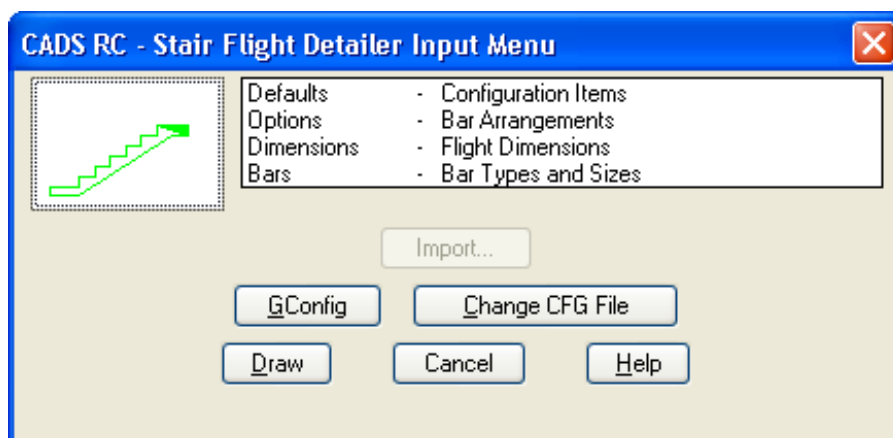 CADS RC - Stair Flight Detailer Input Menu
Defaults - Configuration Items
Options - Bar Arrangements
Dimensions - Flight Dimensions
Bars - Bar Types and Sizes
Import...
GConfig Change CFG File
Draw Cancel Help